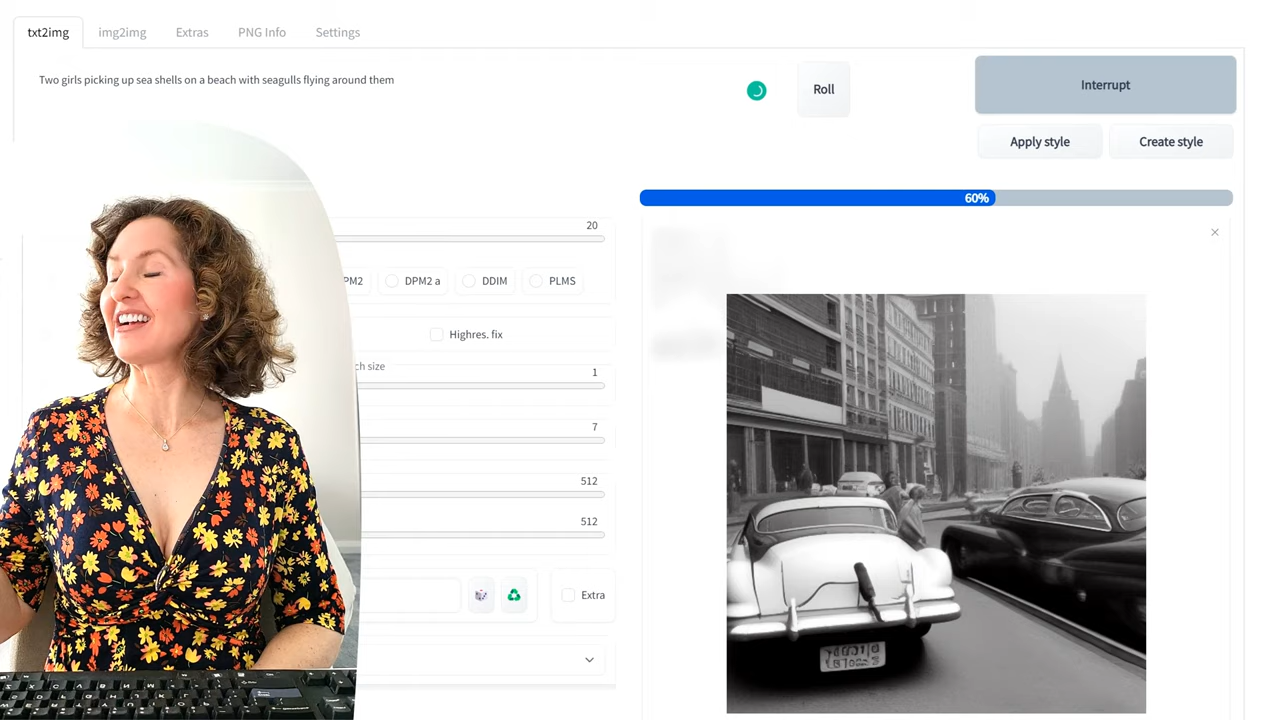 txt2img img2img Extras PNG Info Settings
Two girls picking up sea shells on a beach with seagulls flying around them
Roll
Interrupt
Apply style Create style
60%
20
PM2 DPM2 a DDIM PLMS
Highres. fix
ch size
1
7
512
512
Extra